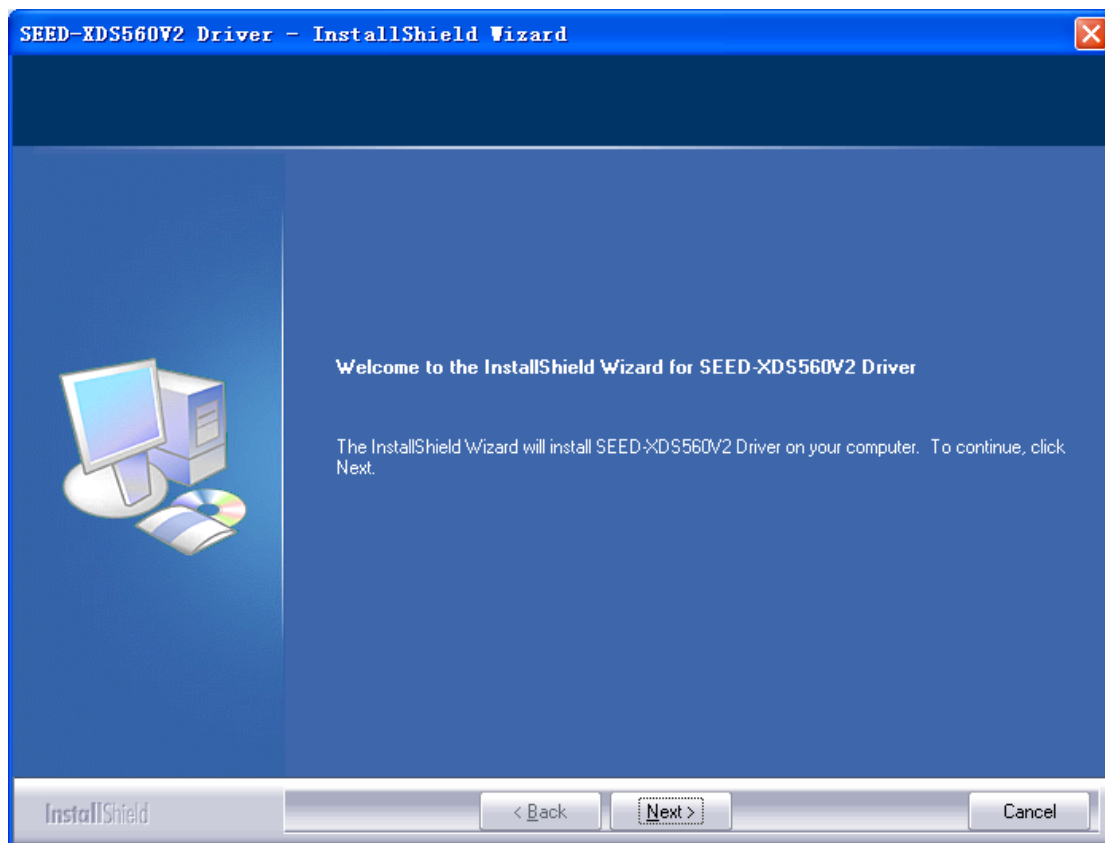 SEED-XDS560V2 Driver - InstallShield Wizard
Welcome to the InstallShield Wizard for SEED-XDS560V2 Driver
The InstallShield Wizard will install SEED-XDS560V2 Driver on your computer.  To continue, click
Next.
InstallShield
< Back
Next >
Cancel